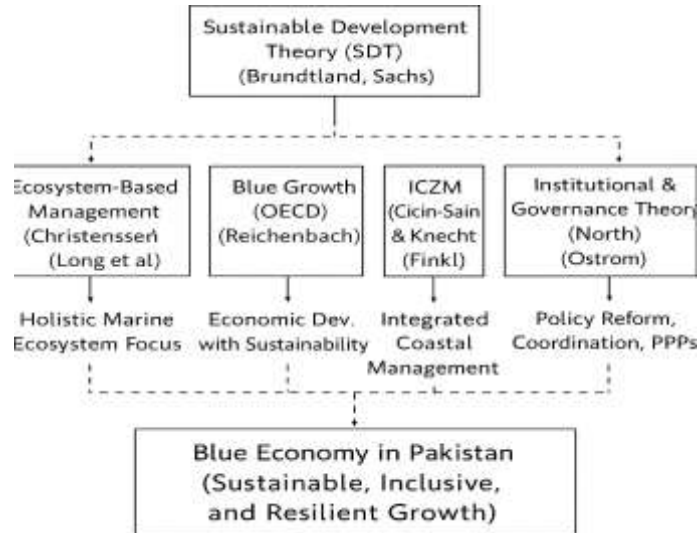 Sustainable Development
Theory (SDT)
(Brundtland, Sachs)
Ecosystem-Based
Management
(Christenssen
(Long et al)
Blue Growth
(OECD)
(Reichenbach)
ICZM
(Cicin-Sain
& Knecht
(Finkl)
Institutional &
Governance Theory
(North)
(Ostrom)
Holistic Marine
Ecosystem Focus
Economic Dev.
with Sustainability
Integrated
Coastal
Management
Policy Reform,
Coordination, PPPs
Blue Economy in Pakistan
(Sustainable, Inclusive,
and Resilient Growth)